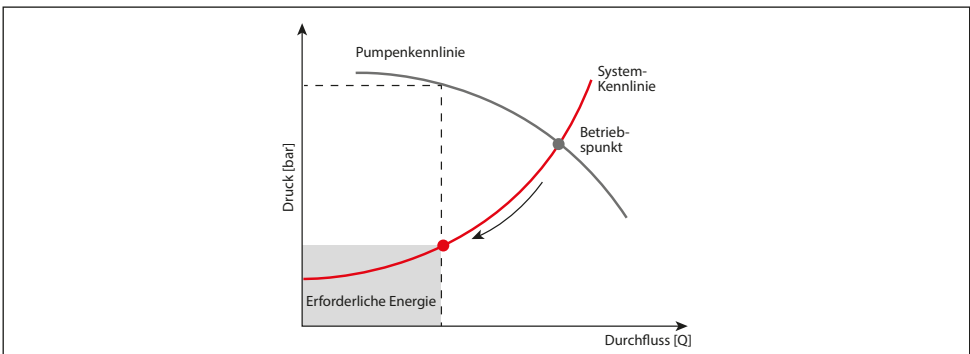 Pumpenkennlinie
System-
Kennlinie
Betrieb-
spunkt
Druck [bar]
Erforderliche Energie
Durchfluss [Q]